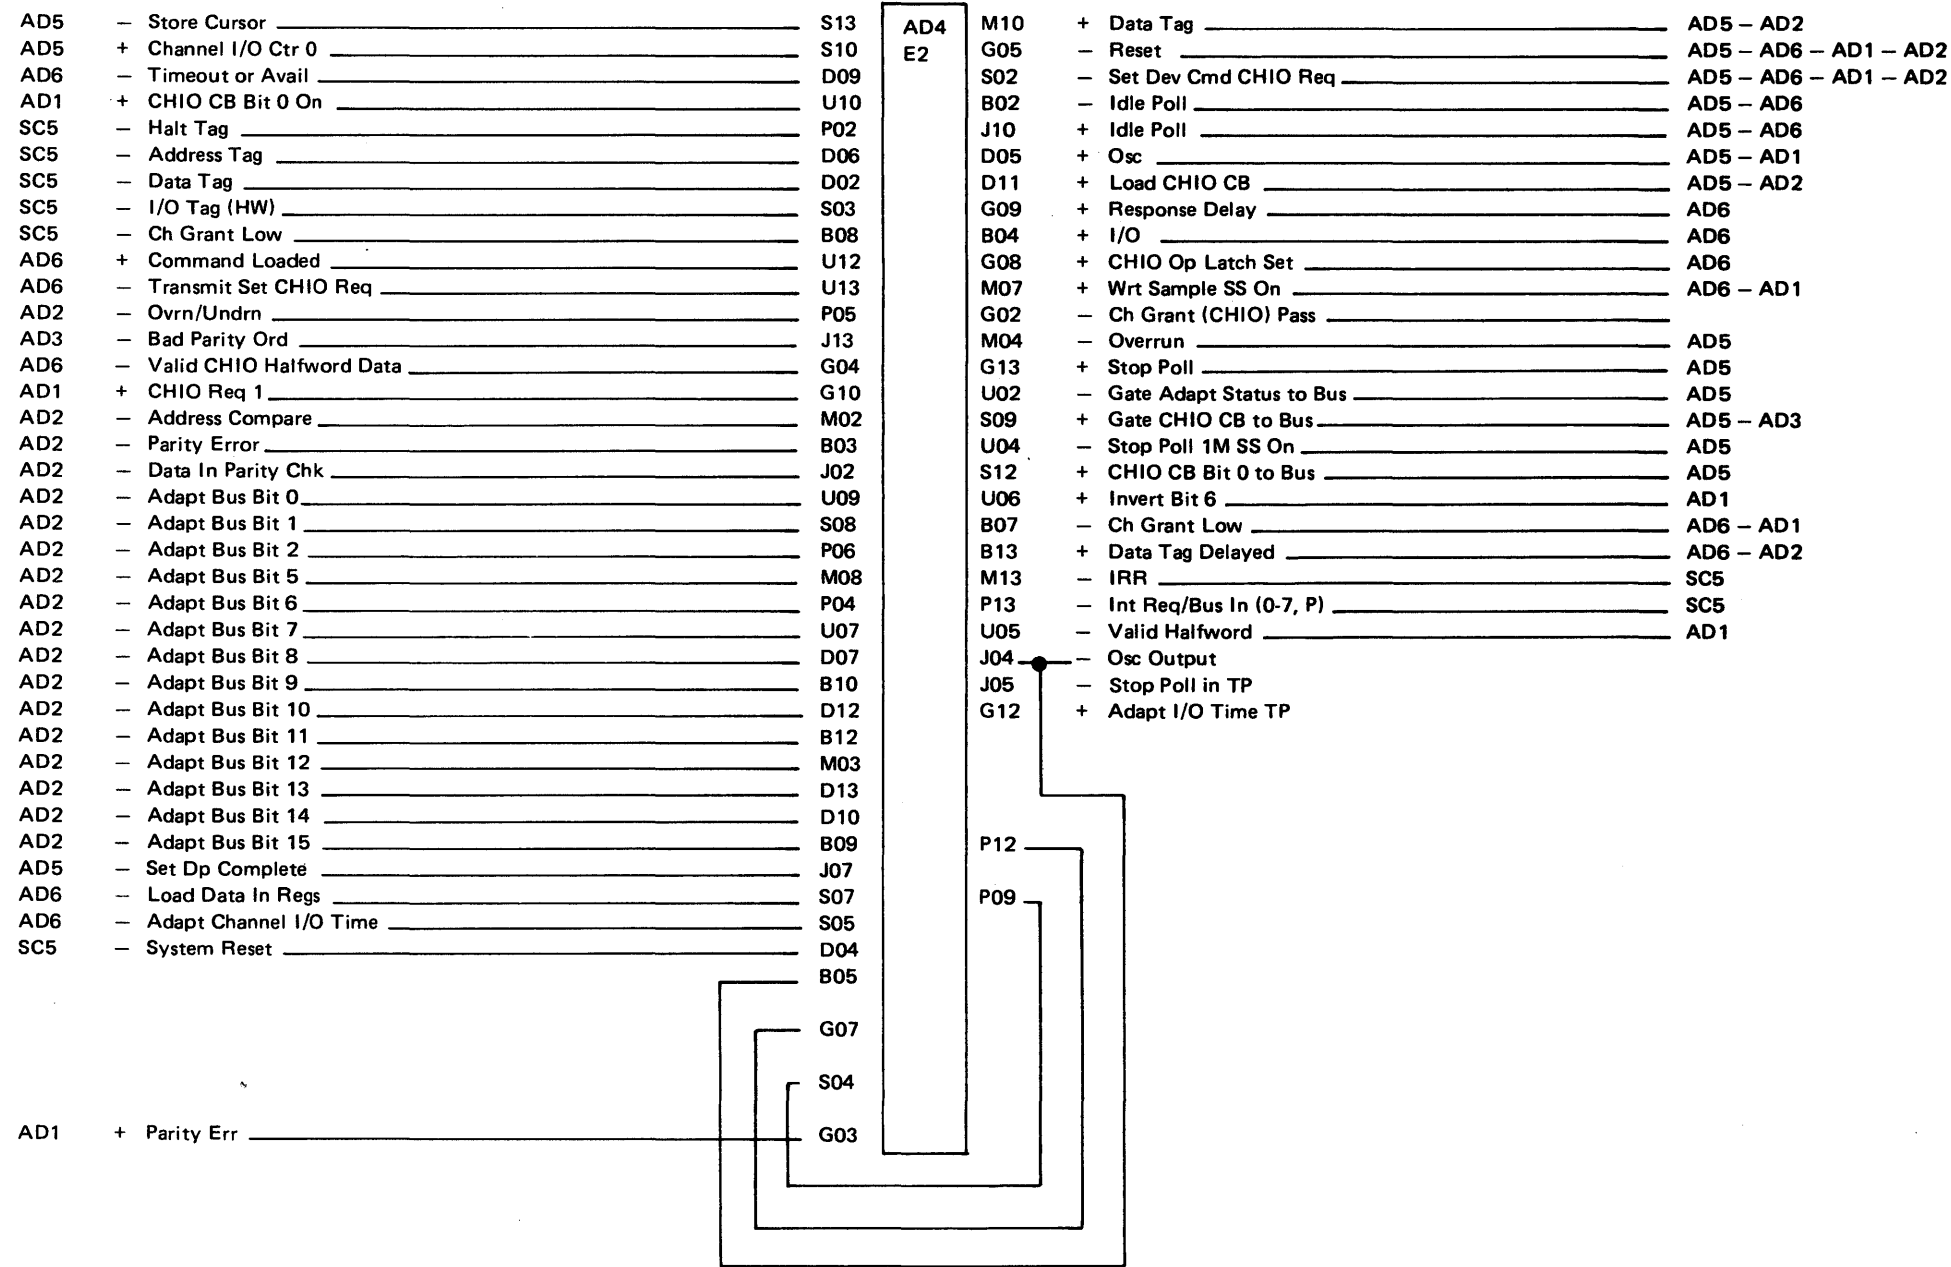 AD5 — Store Cursor S13 AD4 M10 + Data Tag AD5 – AD2
AD5 + Channel I/O Ctr 0 S10 E2 G05 — Reset AD5 – AD6 – AD1 – AD2
AD6 — Timeout or Avail D09 S02 — Set Dev Cmd CHIO Req AD5 – AD6 – AD1 – AD2
AD1 + CHIO CB Bit 0 On U10 B02 — Idle Poll AD5 – AD6
SC5 — Halt Tag P02 J10 + Idle Poll AD5 – AD6
SC5 — Address Tag D06 D05 + Osc AD5 – AD1
SC5 — Data Tag D02 D11 + Load CHIO CB AD5 – AD2
SC5 — I/O Tag (HW) S03 G09 + Response Delay AD6
SC5 — Ch Grant Low B08 B04 + I/O AD6
AD6 + Command Loaded U12 G08 + CHIO Op Latch Set AD6
AD6 — Transmit Set CHIO Req U13 M07 + Wrt Sample SS On AD6 – AD1
AD2 — Ovrn/Undrn P05 G02 — Ch Grant (CHIO) Pass
AD3 — Bad Parity Ord J13 M04 — Overrun AD5
AD6 — Valid CHIO Halfword Data G04 G13 + Stop Poll AD5
AD1 + CHIO Req 1 G10 U02 — Gate Adapt Status to Bus AD5
AD2 — Address Compare M02 S09 + Gate CHIO CB to Bus AD5 – AD3
AD2 — Parity Error B03 U04 — Stop Poll 1M SS On AD5
AD2 — Data In Parity Chk J02 S12 + CHIO CB Bit 0 to Bus AD5
AD2 — Adapt Bus Bit 0 U09 U06 + Invert Bit 6 AD1
AD2 — Adapt Bus Bit 1 S08 B07 — Ch Grant Low AD6 – AD1
AD2 — Adapt Bus Bit 2 P06 B13 + Data Tag Delayed AD6 – AD2
AD2 — Adapt Bus Bit 5 M08 M13 — IRR SC5
AD2 — Adapt Bus Bit 6 P04 P13 — Int Req/Bus In (0-7, P) SC5
AD2 — Adapt Bus Bit 7 U07 U05 — Valid Halfword AD1
AD2 — Adapt Bus Bit 8 D07 J04 — Osc Output
AD2 — Adapt Bus Bit 9 B10 J05 — Stop Poll in TP
AD2 — Adapt Bus Bit 10 D12 G12 + Adapt I/O Time TP
AD2 — Adapt Bus Bit 11 B12
AD2 — Adapt Bus Bit 12 M03
AD2 — Adapt Bus Bit 13 D13
AD2 — Adapt Bus Bit 14 D10
AD2 — Adapt Bus Bit 15 B09 P12
AD5 — Set Dp Complete J07
AD6 — Load Data In Regs S07 P09
AD6 — Adapt Channel I/O Time S05
SC5 — System Reset D04
B05
G07
S04
AD1 + Parity Err G03